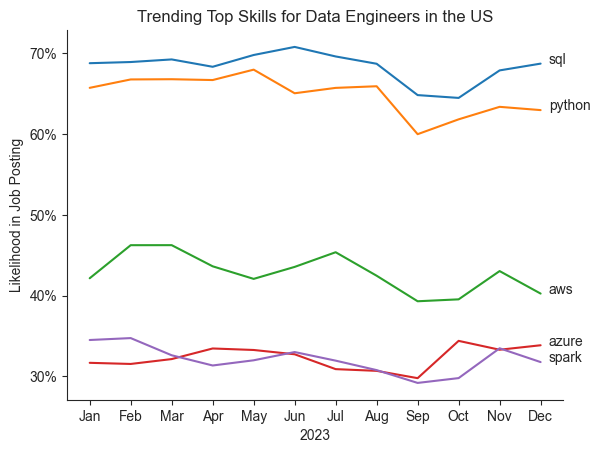 Trending Top Skills for Data Engineers in the US
Likelihood in Job Posting
70%
60%
50%
40%
30%
sql
python
aws
azure
spark
Jan Feb Mar Apr May Jun Jul Aug Sep Oct Nov Dec
2023